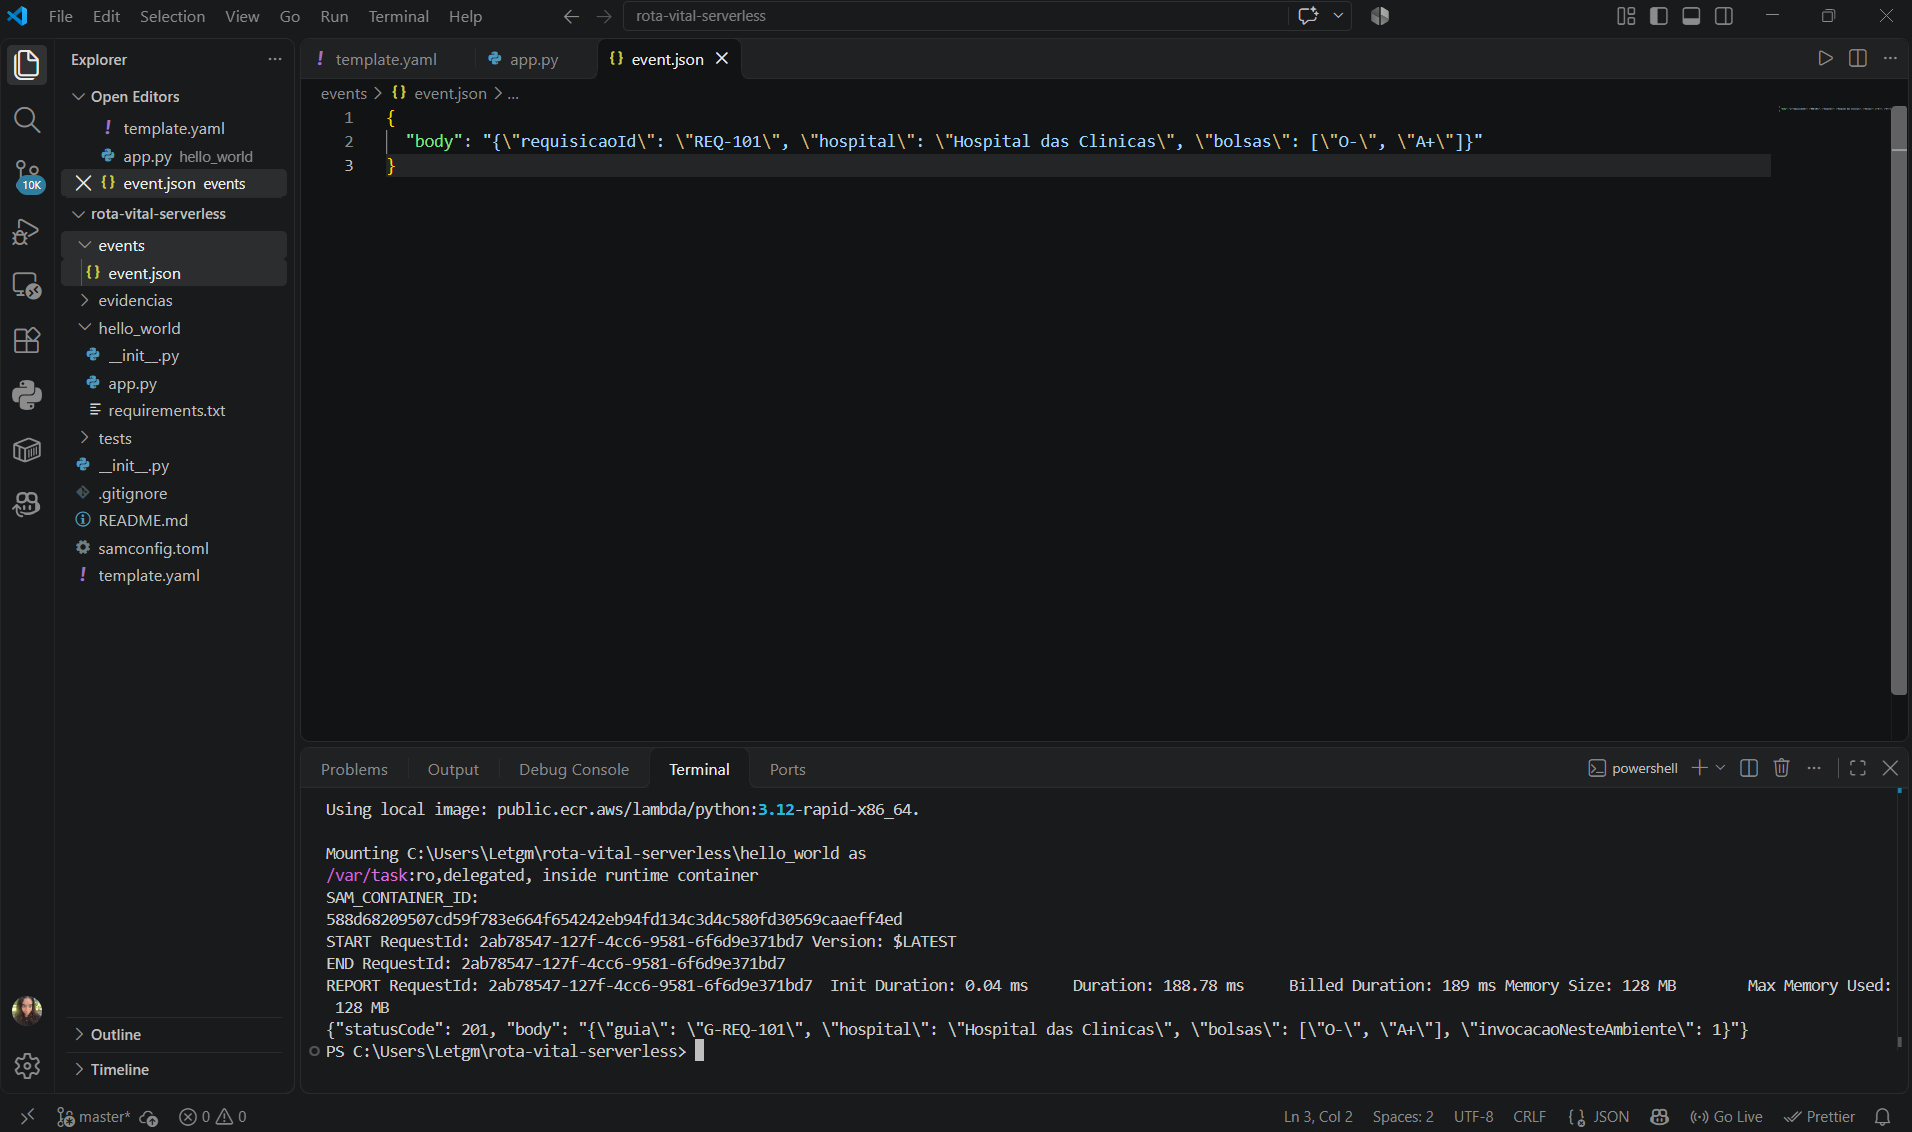 File Edit Selection View Go Run Terminal Help
rota-vital-serverless
Explorer
Open Editors
template.yaml
app.py hello_world
event.json events
rota-vital-serverless
events
event.json
evidencias
hello_world
__init__.py
app.py
requirements.txt
tests
__init__.py
.gitignore
README.md
samconfig.toml
template.yaml
Outline
Timeline
10K
template.yaml app.py event.json
events > {} event.json > ...
1 {
2 "body": "{\"requisicaoId\": \"REQ-101\", \"hospital\": \"Hospital das Clinicas\", \"bolsas\": [\"O-\", \"A+\"]}"
3 }
Problems Output Debug Console Terminal Ports
powershell
Using local image: public.ecr.aws/lambda/python:3.12-rapid-x86_64.
Mounting C:\Users\Letgm\rota-vital-serverless\hello_world as
/var/task:ro,delegated, inside runtime container
SAM_CONTAINER_ID:
588d68209507cd59f783e664f654242eb94fd134c3d4c580fd30569caaeff4ed
START RequestId: 2ab78547-127f-4cc6-9581-6f6d9e371bd7 Version: $LATEST
END RequestId: 2ab78547-127f-4cc6-9581-6f6d9e371bd7
REPORT RequestId: 2ab78547-127f-4cc6-9581-6f6d9e371bd7 Init Duration: 0.04 ms Duration: 188.78 ms Billed Duration: 189 ms Memory Size: 128 MB Max Memory Used:
128 MB
{"statusCode": 201, "body": "{\"guia\": \"G-REQ-101\", \"hospital\": \"Hospital das Clinicas\", \"bolsas\": [\"O-\", \"A+\"], \"invocacaoNesteAmbiente\": 1}"}
PS C:\Users\Letgm\rota-vital-serverless>
master* 0 0 Ln 3, Col 2 Spaces: 2 UTF-8 CRLF {} JSON Go Live Prettier